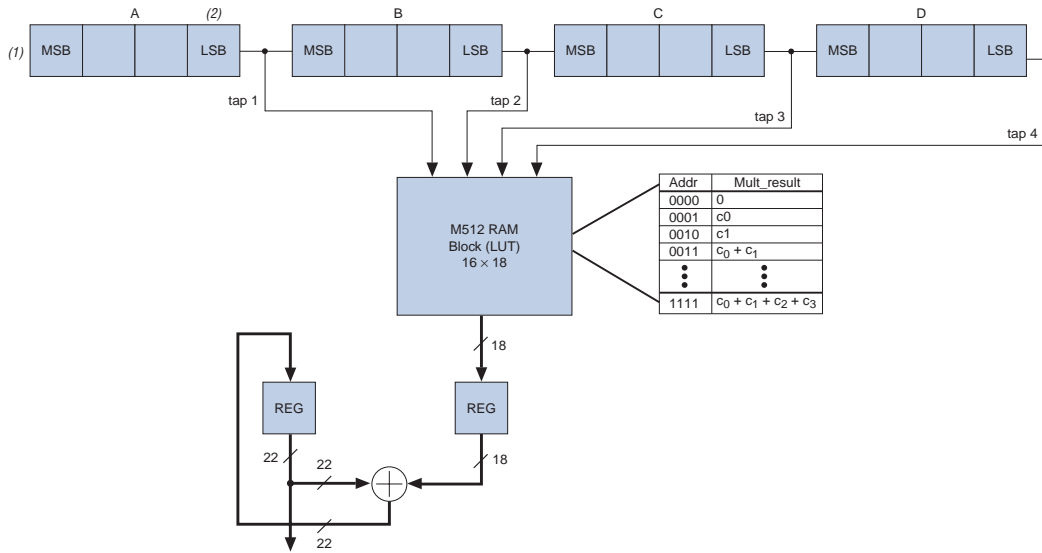 A (2) B C D
(1) MSB LSB MSB LSB MSB LSB MSB LSB
tap 1 tap 2 tap 3 tap 4
M512 RAM
Block (LUT)
16 × 18
Addr Mult_result
0000 0
0001 c0
0010 c1
0011 c0 + c1
1111 c0 + c1 + c2 + c3
18
REG REG
22 22 18
22